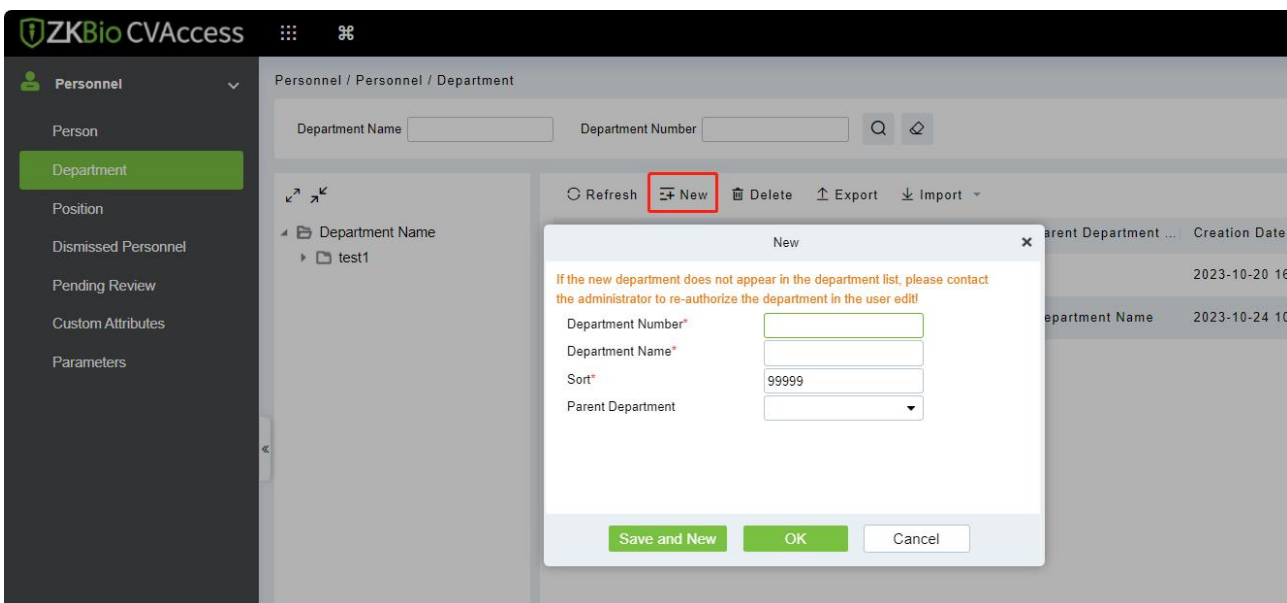 ZKBio CVAccess
Personnel
Person
Department
Position
Dismissed Personnel
Pending Review
Custom Attributes
Parameters
Personnel / Personnel / Department
Department Name
Department Number
Refresh
New
Delete
Export
Import
Department Name
test1
arent Department ...
Creation Date
2023-10-20 16
epartment Name
2023-10-24 10
New
If the new department does not appear in the department list, please contact
the administrator to re-authorize the department in the user edit!
Department Number*
Department Name*
Sort*
99999
Parent Department
Save and New
OK
Cancel